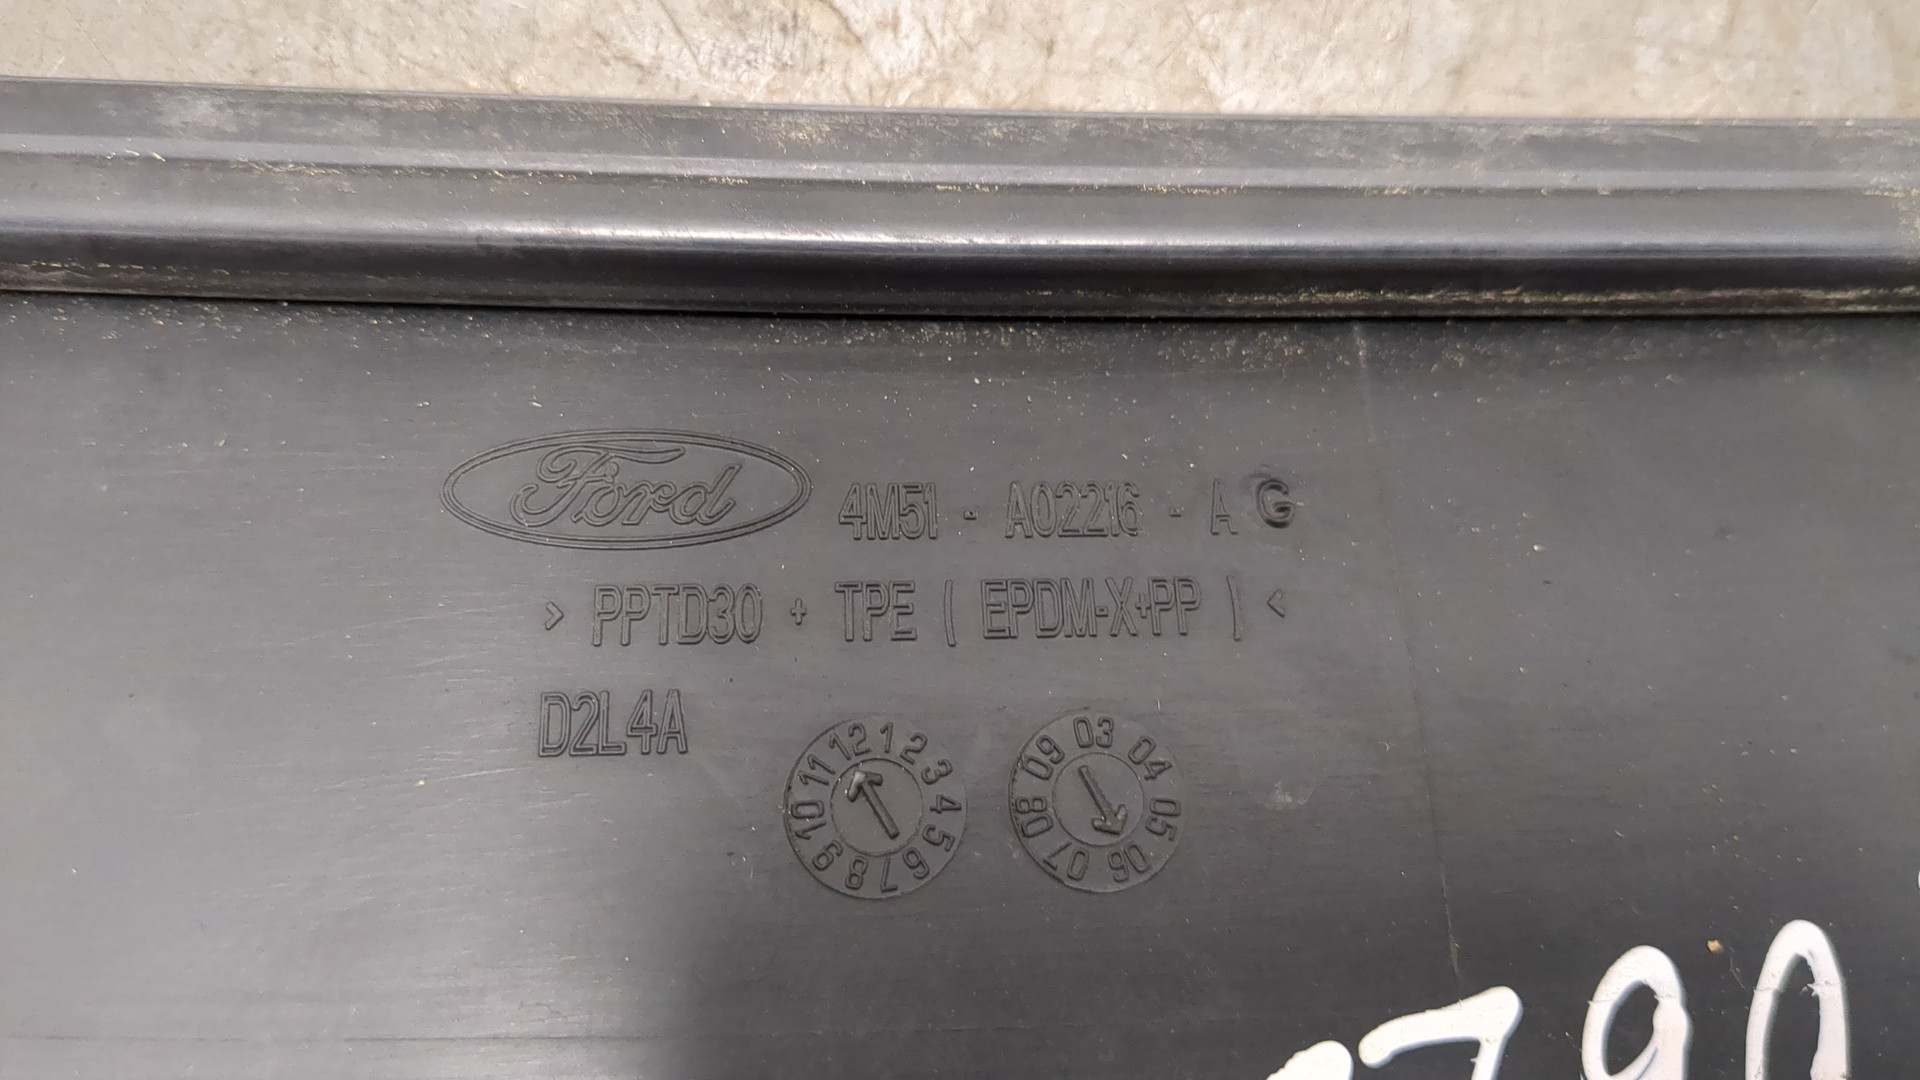 Ford 4M51 - A02216 - A G
> PPTD30 + TPE ( EPDM-X+PP ) <
D2L4A
12 1 2 3 4 5 6 7 8 9 10 11
03 04 05 06 07 08 09
790